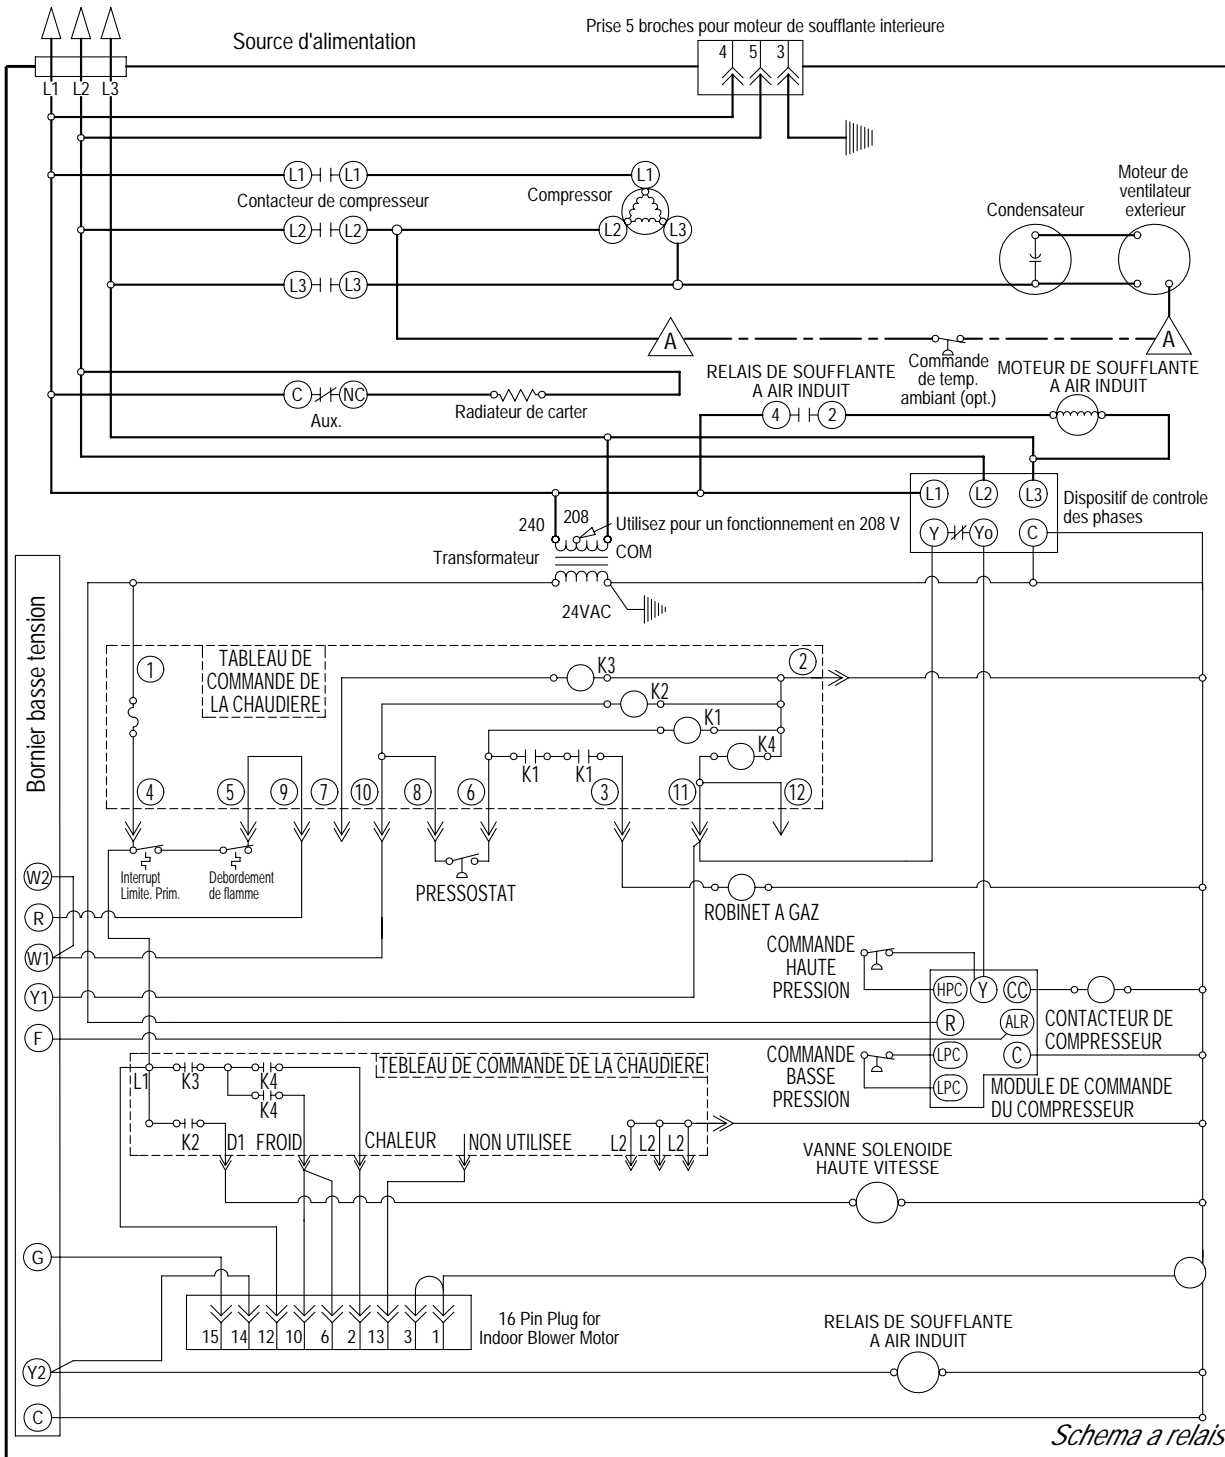 Prise 5 broches pour moteur de soufflante interieure
Source d'alimentation
4 5 3
L1 L2 L3
L1 L1 L1
Contacteur de compresseur
Compressor
L2 L2 L2 L3
L3 L3
Condensateur
Moteur de
ventilateur
exterieur
A A
Commande
de temp.
ambiant (opt.)
RELAIS DE SOUFFLANTE
A AIR INDUIT
MOTEUR DE SOUFFLANTE
A AIR INDUIT
C NC
Aux.
Radiateur de carter
4 2
L1 L2 L3
Y Yo C
Dispositif de controle
des phases
240 208
Utilisez pour un fonctionnement en 208 V
Transformateur
COM
24VAC
Bornier basse tension
TABLEAU DE
COMMANDE DE
LA CHAUDIERE
1 K3 2
K2
K1
K4
K1 K1
4 5 9 7 10 8 6 3 11 12
Interrupt
Limite. Prim.
Debordement
de flamme
PRESSOSTAT
ROBINET A GAZ
W2
R
W1
Y1
F
COMMANDE
HAUTE
PRESSION
HPC Y CC
R ALR
LPC C
LPC
CONTACTEUR DE
COMPRESSEUR
COMMANDE
BASSE
PRESSION
MODULE DE COMMANDE
DU COMPRESSEUR
TEBLEAU DE COMMANDE DE LA CHAUDIERE
L1 K3 K4
K4
K2 D1 FROID CHALEUR NON UTILISEE L2 L2 L2
VANNE SOLENOIDE
HAUTE VITESSE
G
15 14 12 10 6 2 13 3 1
16 Pin Plug for
Indoor Blower Motor
RELAIS DE SOUFFLANTE
A AIR INDUIT
Y2
C
Schema a relais